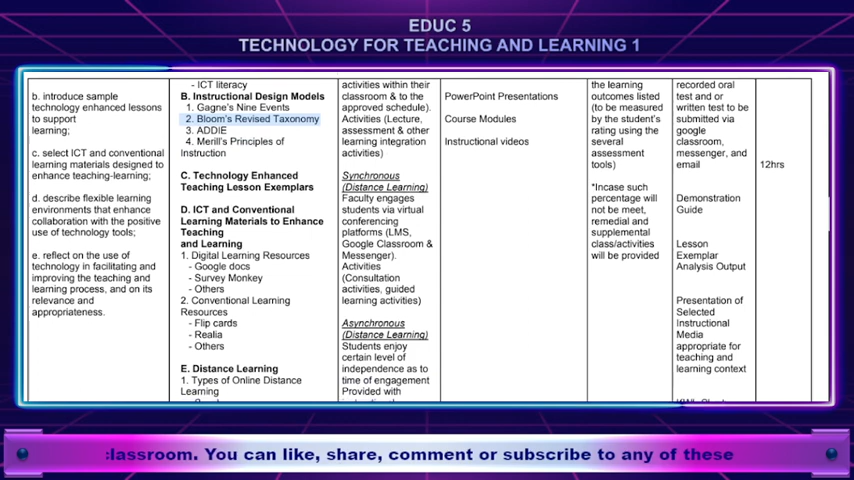 EDUC 5
TECHNOLOGY FOR TEACHING AND LEARNING 1
b. introduce sample
technology enhanced lessons
to support
learning;
c. select ICT and conventional
learning materials designed to
enhance teaching-learning;
d. describe flexible learning
environments that enhance
collaboration with the positive
use of technology tools;
e. reflect on the use of
technology in facilitating and
improving the teaching and
learning process, and on its
relevance and
appropriateness.
- ICT literacy
B. Instructional Design Models
1. Gagne's Nine Events
2. Bloom's Revised Taxonomy
3. ADDIE
4. Merill's Principles of
Instruction
C. Technology Enhanced
Teaching Lesson Exemplars
D. ICT and Conventional
Learning Materials to Enhance
Teaching
and Learning
1. Digital Learning Resources
- Google docs
- Survey Monkey
- Others
2. Conventional Learning
Resources
- Flip cards
- Realia
- Others
E. Distance Learning
1. Types of Online Distance
Learning
activities within their
classroom & to the
approved schedule).
Activities (Lecture,
assessment & other
learning integration
activities)
Synchronous
(Distance Learning)
Faculty engages
students via virtual
conferencing
platforms (LMS,
Google Classroom &
Messenger).
Activities
(Consultation
activities, guided
learning activities)
Asynchronous
(Distance Learning)
Students enjoy
certain level of
independence as to
time of engagement
Provided with
PowerPoint Presentations
Course Modules
Instructional videos
the learning
outcomes listed
(to be measured
by the student's
rating using the
several
assessment
tools)
*Incase such
percentage will
not be meet,
remedial and
supplemental
class/activities
will be provided
recorded oral
test and or
written test to be
submitted via
google
classroom,
messenger, and
email
Demonstration
Guide
Lesson
Exemplar
Analysis Output
Presentation of
Selected
Instructional
Media
appropriate for
teaching and
learning context
12hrs
lassroom. You can like, share, comment or subscribe to any of these